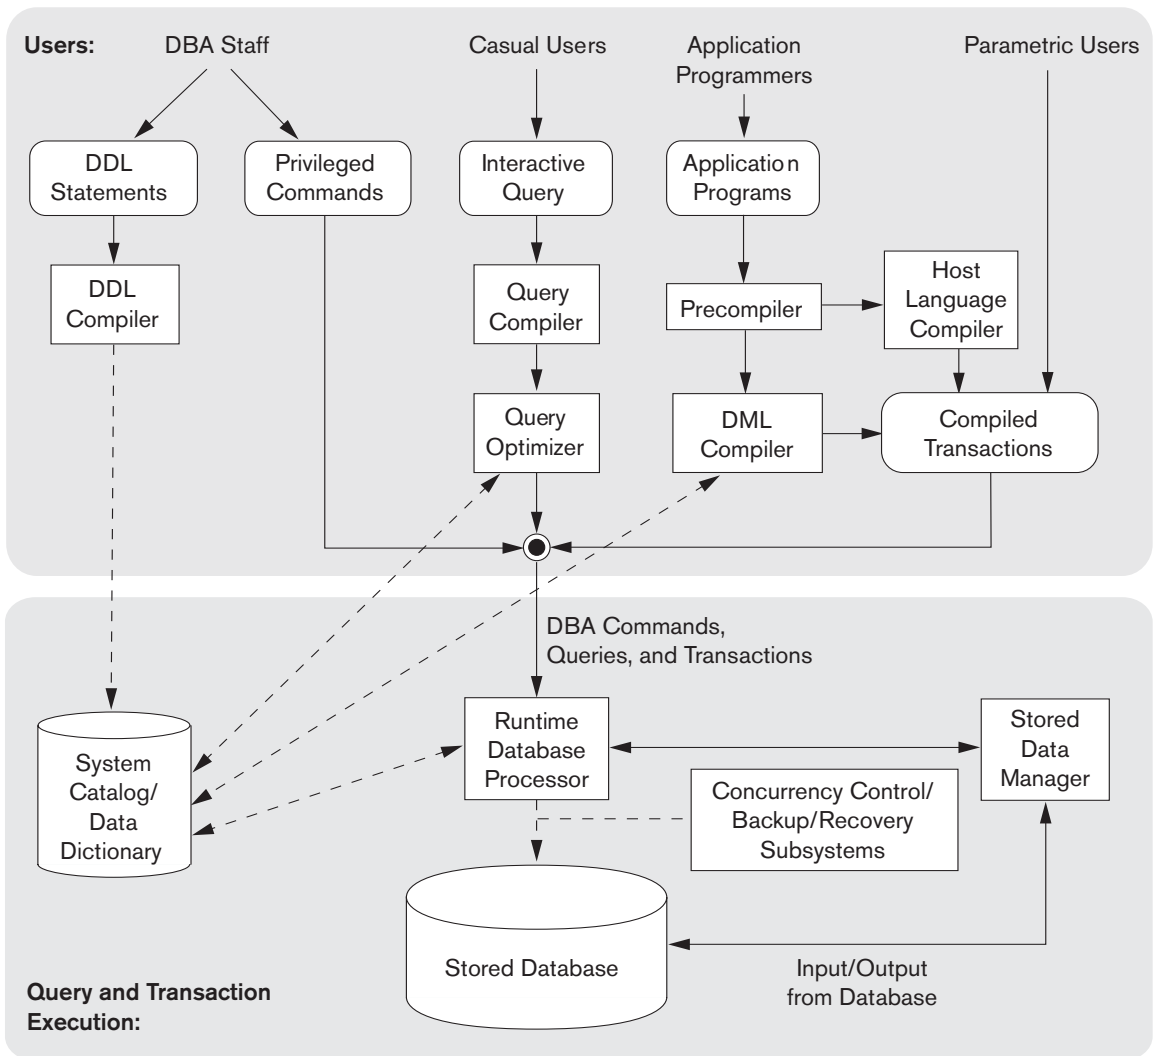 Users:
DBA Staff
Casual Users
Application
Programmers
Parametric Users
DDL
Statements
Privileged
Commands
Interactive
Query
Application
Programs
DDL
Compiler
Query
Compiler
Precompiler
Host
Language
Compiler
Query
Optimizer
DML
Compiler
Compiled
Transactions
DBA Commands,
Queries, and Transactions
System
Catalog/
Data
Dictionary
Runtime
Database
Processor
Stored
Data
Manager
Concurrency Control/
Backup/Recovery
Subsystems
Stored Database
Input/Output
from Database
Query and Transaction
Execution: